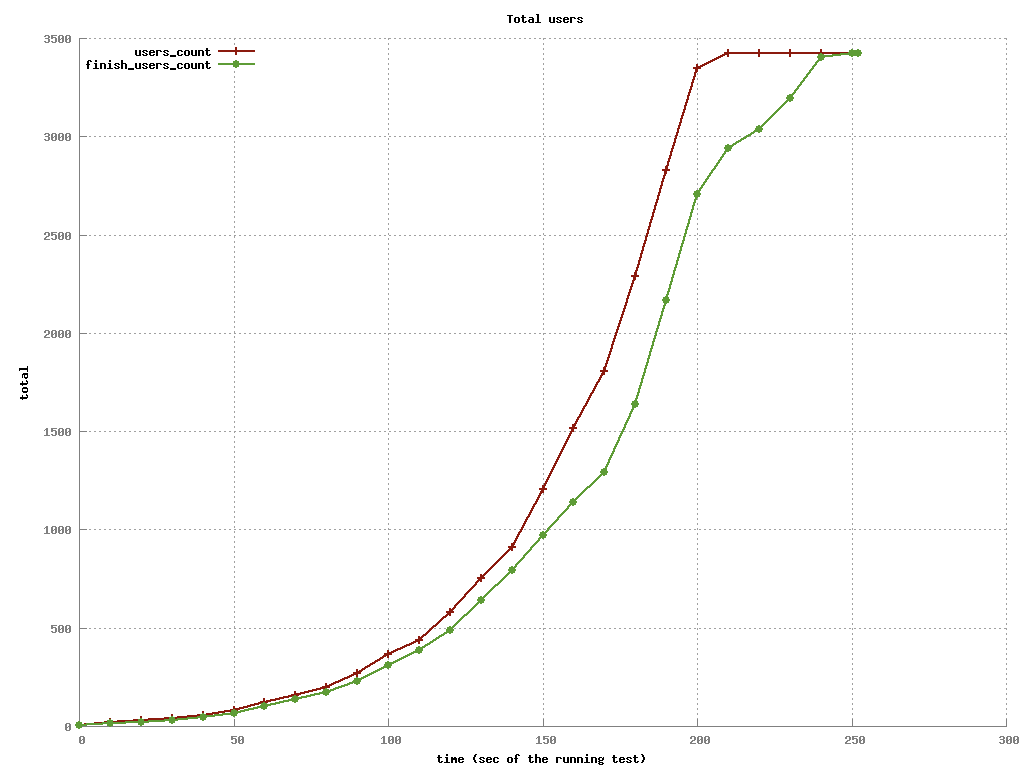 Total users
users_count
finish_users_count
3500
3000
2500
2000
1500
1000
500
0
total
0 50 100 150 200 250 300
time (sec of the running test)